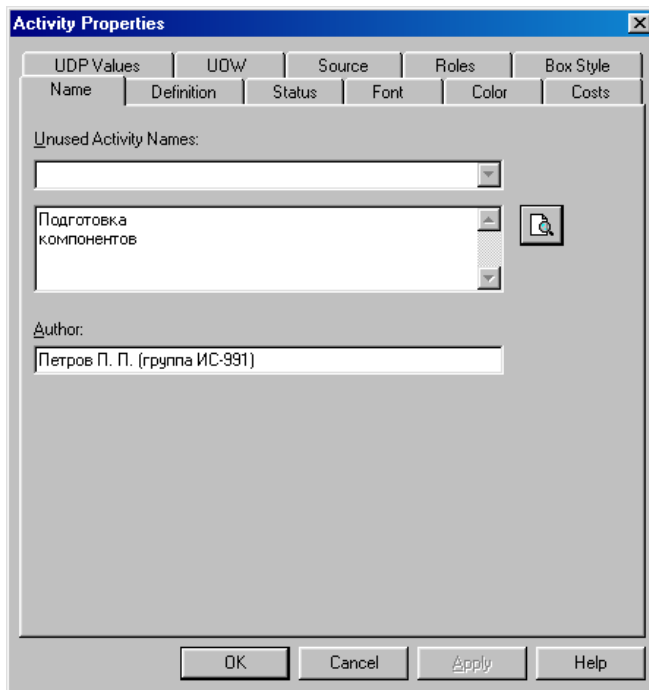 Activity Properties
UDP Values UOW Source Roles Box Style
Name Definition Status Font Color Costs
Unused Activity Names:
Подготовка
компонентов
Author:
Петров П. П. (группа ИС-991)
OK Cancel Apply Help